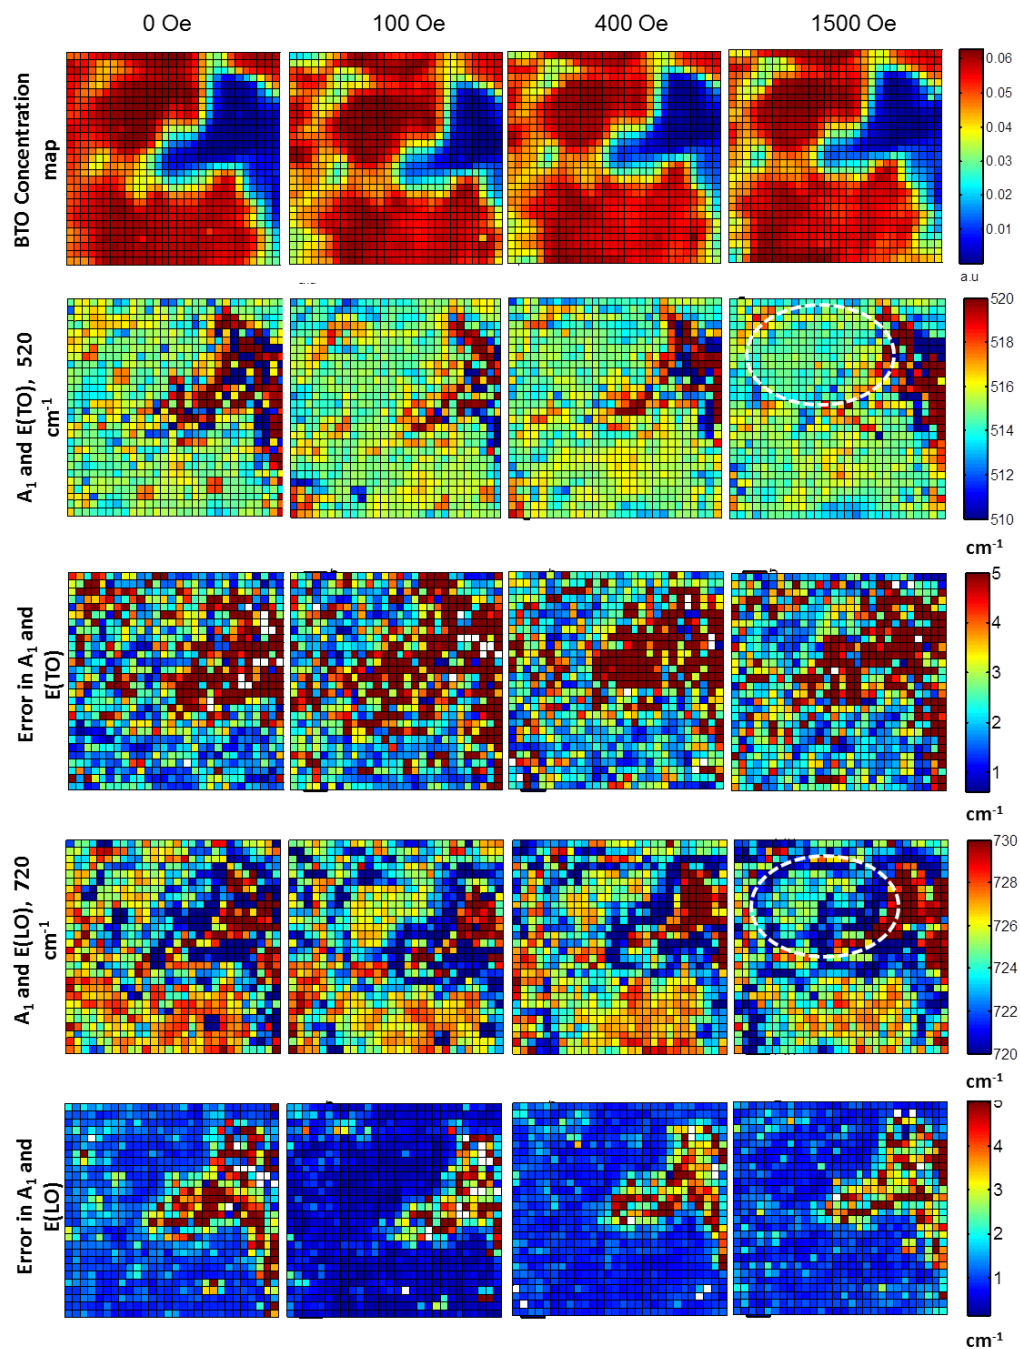 0 Oe
100 Oe
400 Oe
1500 Oe
BTO Concentration
map
0.06
0.05
0.04
0.03
0.02
0.01
a.u
A₁ and E(TO), 520
cm⁻¹
520
518
516
514
512
510
cm⁻¹
Error in A₁ and
E(TO)
5
4
3
2
1
cm⁻¹
A₁ and E(LO), 720
cm⁻¹
730
728
726
724
722
720
cm⁻¹
Error in A₁ and
E(LO)
5
4
3
2
1
cm⁻¹